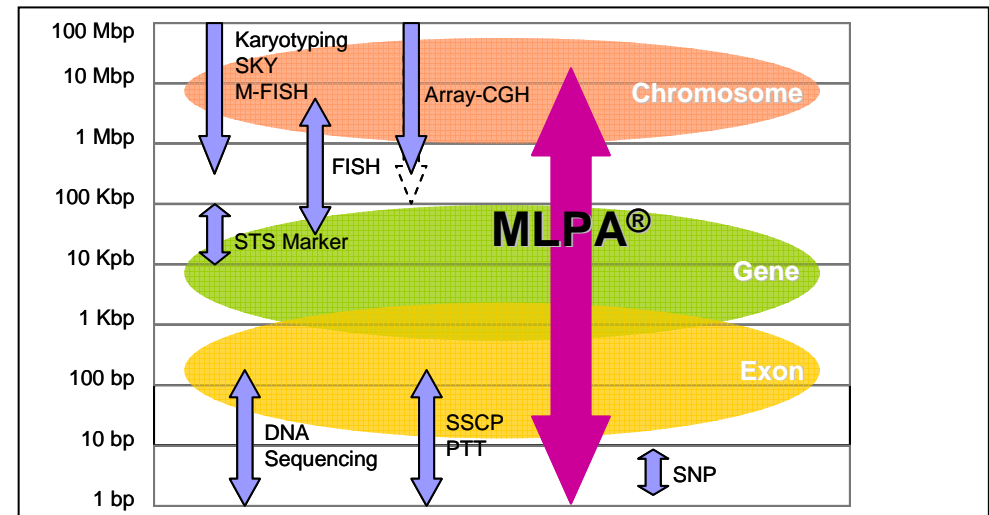 100 Mbp
10 Mbp
1 Mbp
100 Kbp
10 Kpb
1 Kbp
100 bp
10 bp
1 bp
Karyotyping
SKY
M-FISH
Array-CGH
Chromosome
FISH
STS Marker
MLPA®
Gene
Exon
DNA
Sequencing
SSCP
PTT
SNP